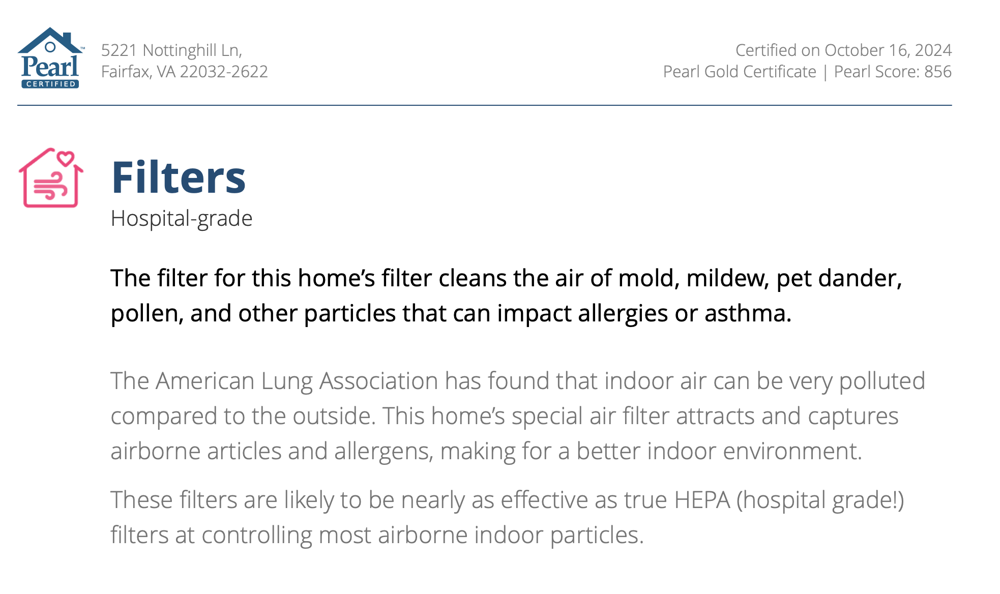 Pearl™
CERTIFIED
5221 Nottinghill Ln,
Fairfax, VA 22032-2622
Certified on October 16, 2024
Pearl Gold Certificate | Pearl Score: 856
Filters
Hospital-grade
The filter for this home’s filter cleans the air of mold, mildew, pet dander,
pollen, and other particles that can impact allergies or asthma.
The American Lung Association has found that indoor air can be very polluted
compared to the outside. This home’s special air filter attracts and captures
airborne articles and allergens, making for a better indoor environment.
These filters are likely to be nearly as effective as true HEPA (hospital grade!)
filters at controlling most airborne indoor particles.